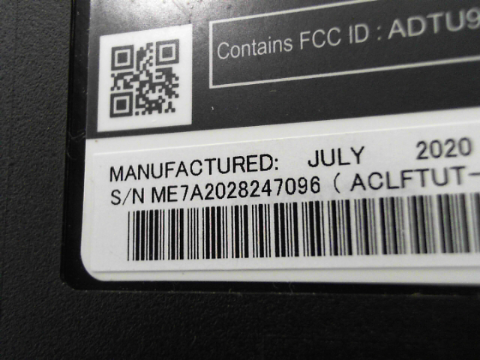 Contains FCC ID : ADTU9
MANUFACTURED: JULY 2020
S/N ME7A2028247096 ( ACLFTUT-